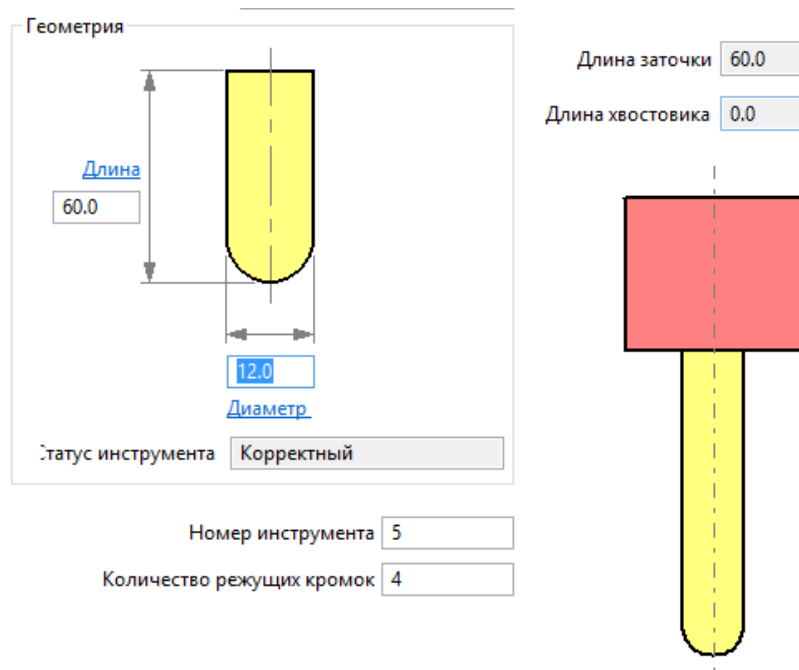 Геометрия
Длина
60.0
12.0
Диаметр
Статус инструмента Корректный
Номер инструмента 5
Количество режущих кромок 4
Длина заточки 60.0
Длина хвостовика 0.0